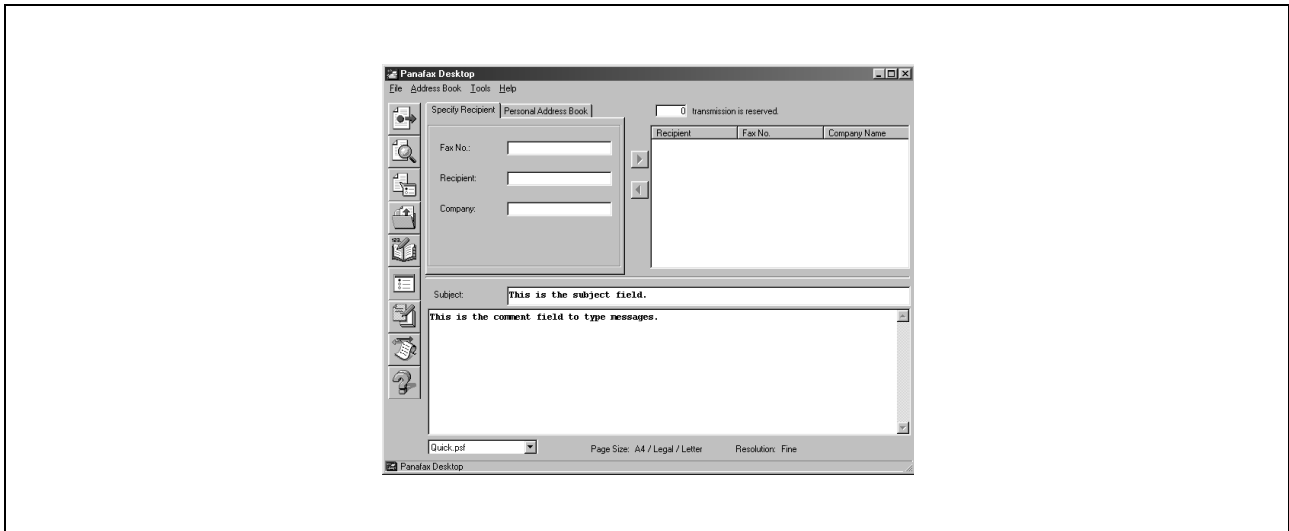 Panafax Desktop
File Address Book Tools Help
Specify Recipient Personal Address Book
0 transmission is reserved.
Recipient Fax No. Company Name
Fax No.:
Recipient:
Company:
Subject: This is the subject field.
This is the comment field to type messages.
Quick.psf Page Size: A4 / Legal / Letter Resolution: Fine
Panafax Desktop